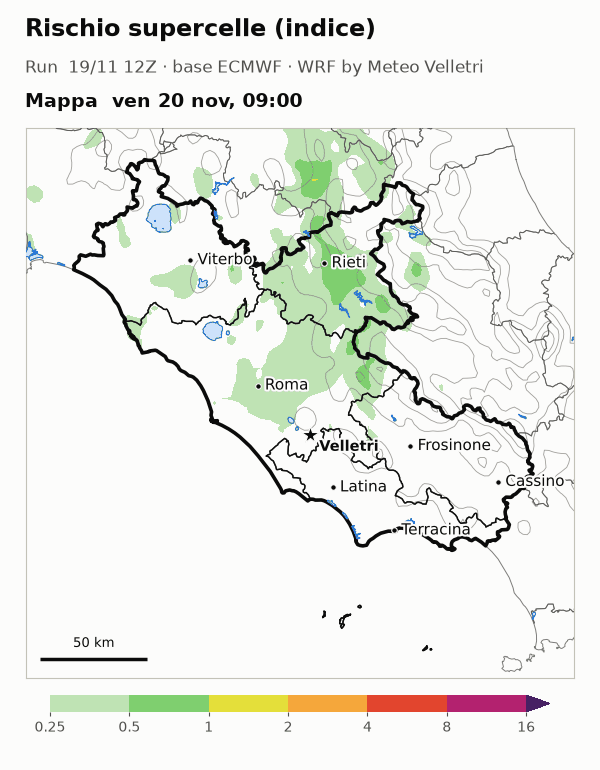 Rischio supercelle (indice)
Run  19/11 12Z · base ECMWF · WRF by Meteo Velletri
Mappa  ven 20 nov, 09:00
Viterbo
Rieti
Roma
Velletri
Frosinone
Latina
Cassino
Terracina
50 km
0.25 0.5 1 2 4 8 16